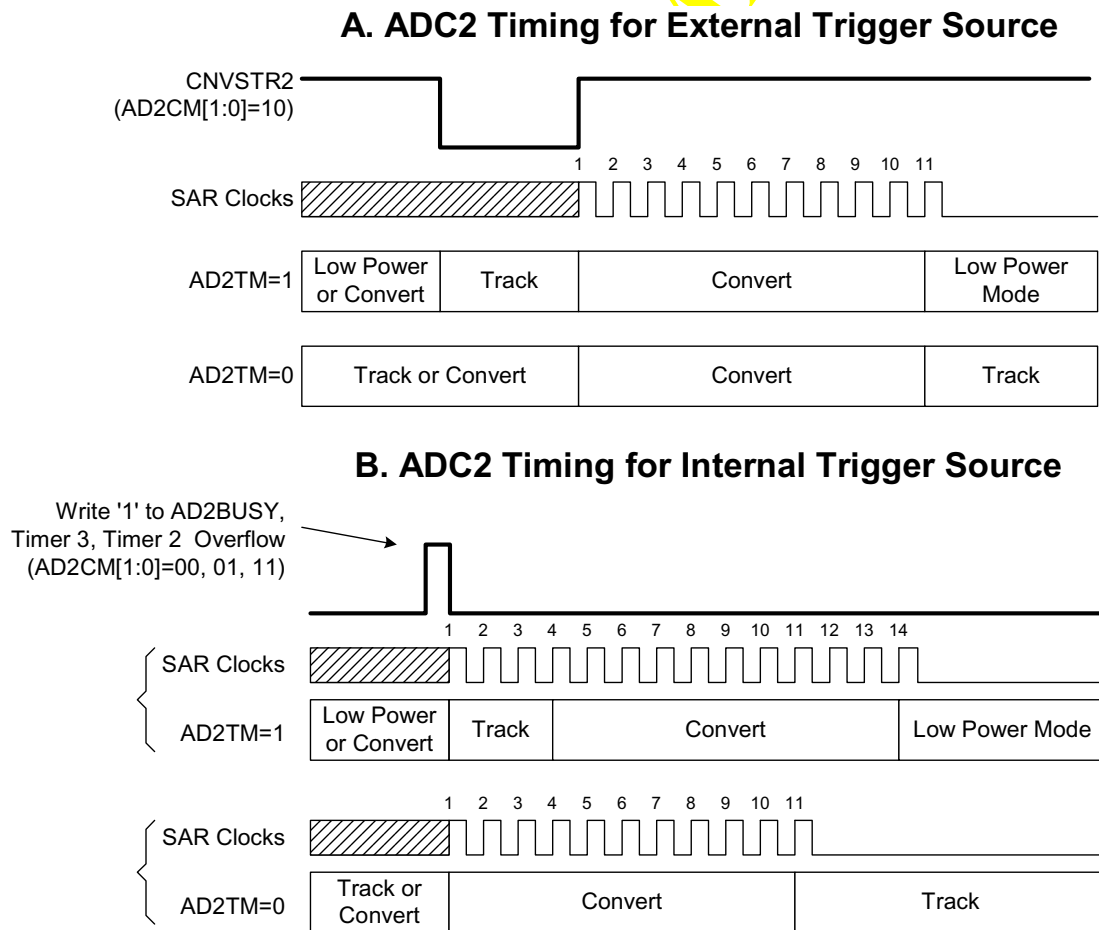 A. ADC2 Timing for External Trigger Source
CNVSTR2
(AD2CM[1:0]=10)
1 2 3 4 5 6 7 8 9 10 11
SAR Clocks
AD2TM=1
Low Power
or Convert
Track
Convert
Low Power
Mode
AD2TM=0
Track or Convert
Convert
Track
B. ADC2 Timing for Internal Trigger Source
Write '1' to AD2BUSY,
Timer 3, Timer 2 Overflow
(AD2CM[1:0]=00, 01, 11)
1 2 3 4 5 6 7 8 9 10 11 12 13 14
SAR Clocks
AD2TM=1
Low Power
or Convert
Track
Convert
Low Power Mode
1 2 3 4 5 6 7 8 9 10 11
SAR Clocks
AD2TM=0
Track or
Convert
Convert
Track